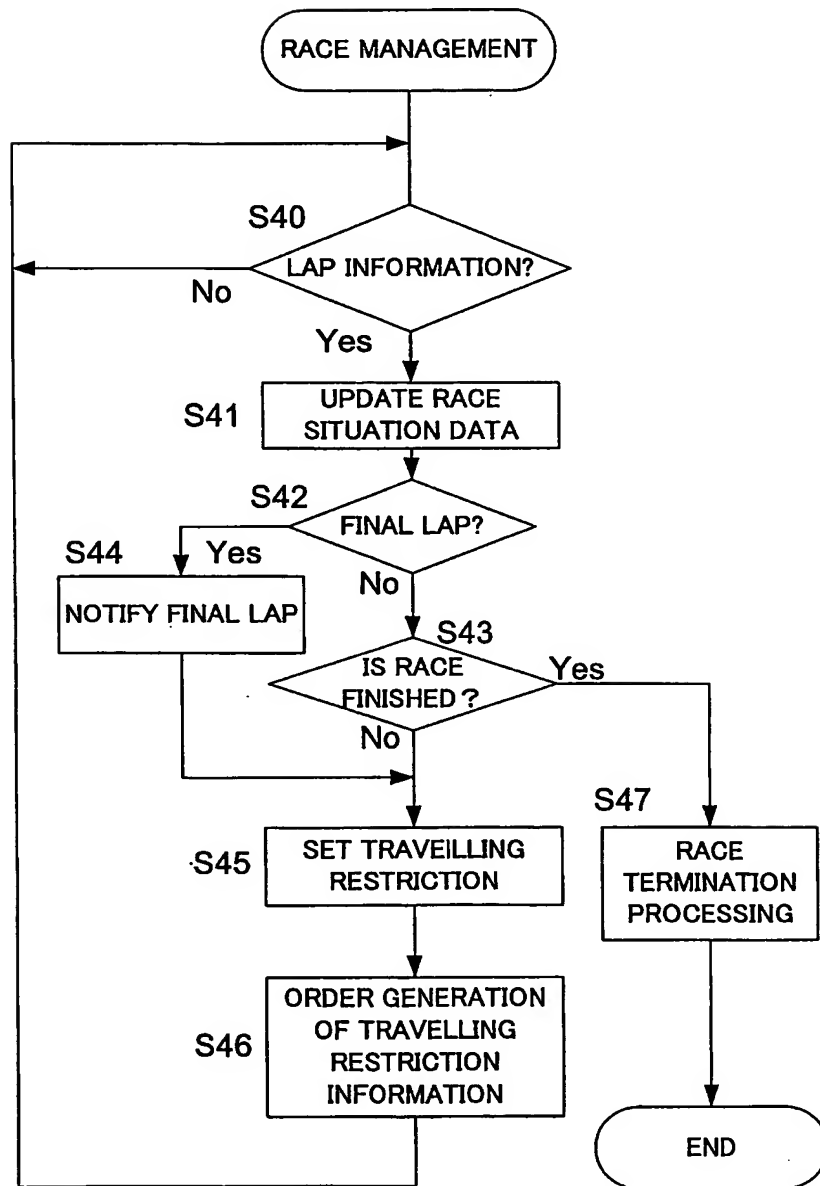 RACE MANAGEMENT
S40
LAP INFORMATION?
No
Yes
S41
UPDATE RACE
SITUATION DATA
S42
FINAL LAP?
S44
Yes
No
NOTIFY FINAL LAP
S43
IS RACE
FINISHED?
Yes
No
S47
S45
SET TRAVEILLING
RESTRICTION
RACE
TERMINATION
PROCESSING
S46
ORDER GENERATION
OF TRAVELLING
RESTRICTION
INFORMATION
END